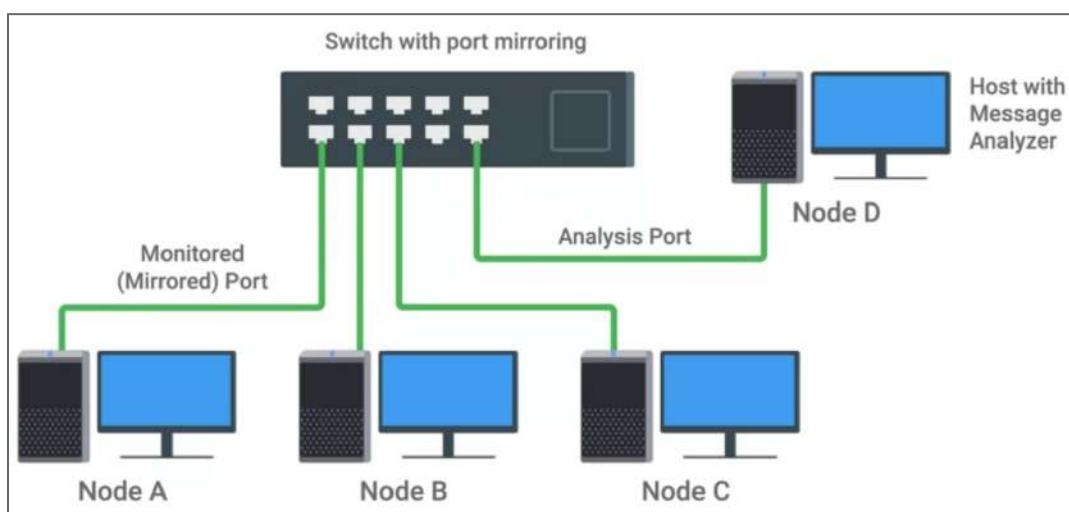 Switch with port mirroring
Host with
Message
Analyzer
Node D
Analysis Port
Monitored
(Mirrored) Port
Node A
Node B
Node C